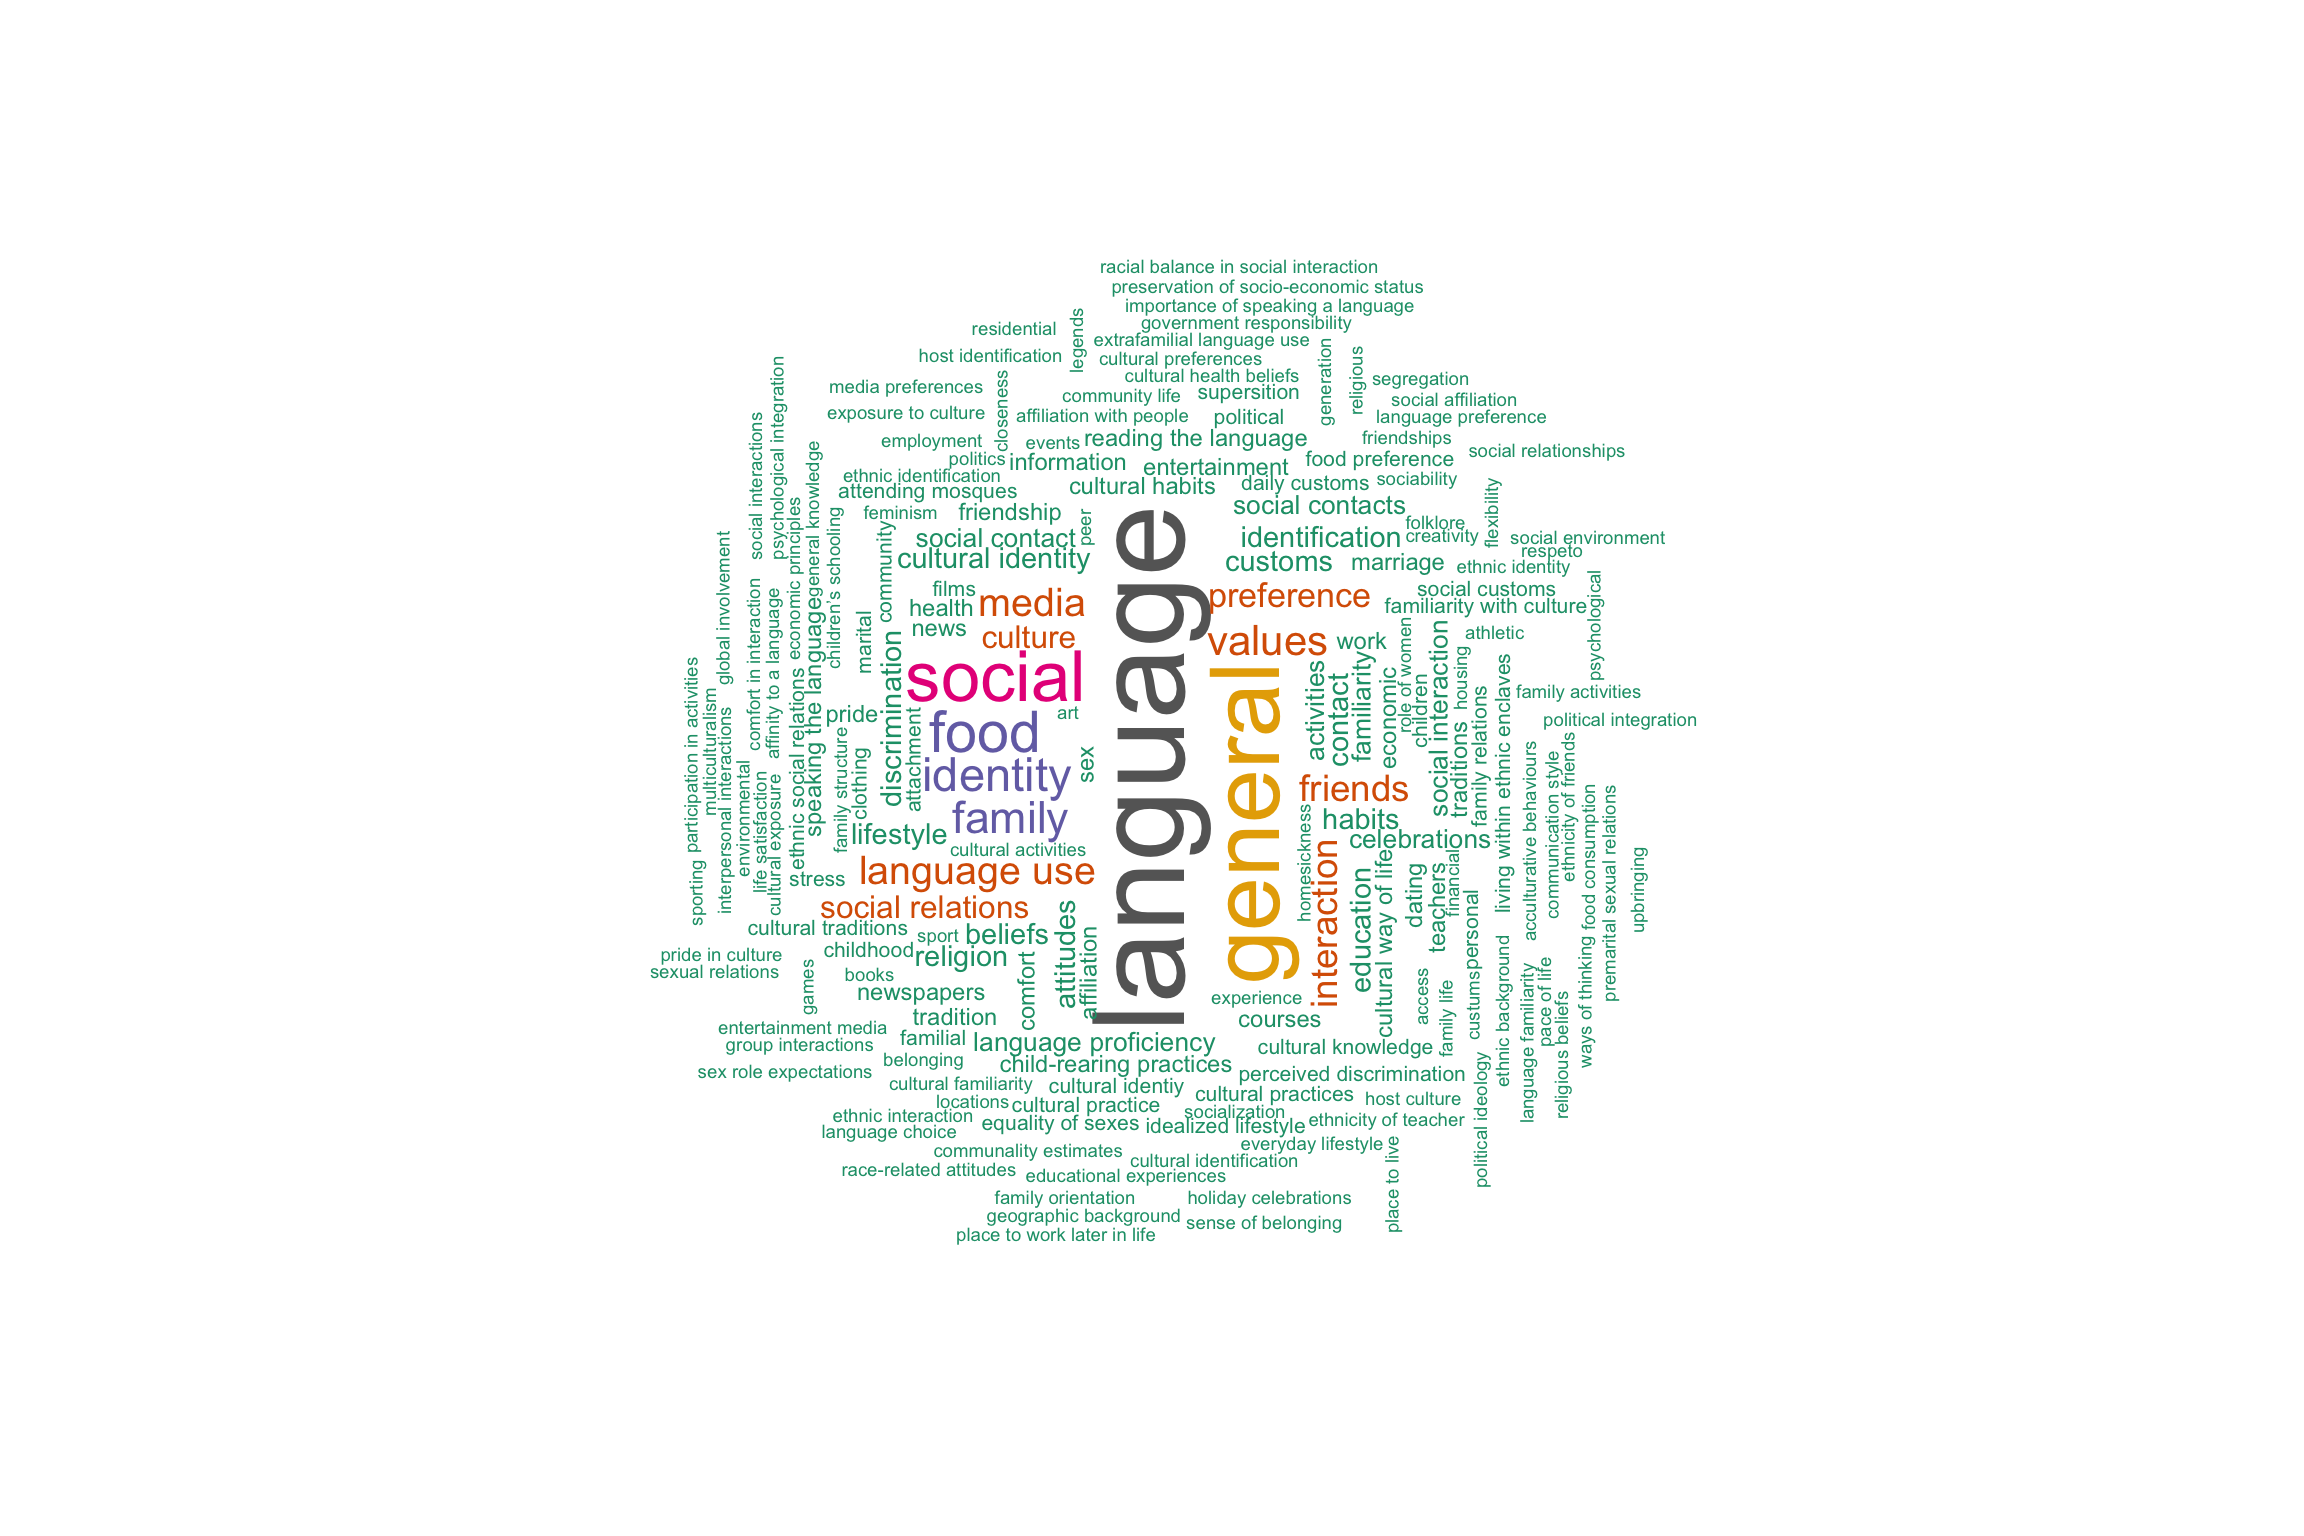 racial balance in social interaction
preservation of socio-economic status
importance of speaking a language
government responsibility
residential
legends
extrafamilial language use
host identification
cultural preferences
generation
religious
cultural health beliefs
segregation
media preferences
closeness
community life
supersition
social affiliation
exposure to culture
affiliation with people
political
language preference
employment
events
reading the language
friendships
social relationships
politics
information
entertainment
food preference
ethnic identification
attending mosques
cultural habits
daily customs
sociability
feminism
friendship
peer
social contacts
folklore
flexibility
social contact
identification
creativity
social environment
cultural identity
customs
marriage
respeto
ethnic identity
social interactions
psychological integration
general knowledge
economic principles
children's schooling
community
films
media
preference
social customs
health
familiarity with culture
news
culture
values
work
athletic
psychological
global involvement
comfort in interaction
affinity to a language
speaking the language
marital
discrimination
social
language
general
activities
contact
familiarity
economic
role of women
children
social interaction
housing
traditions
family relations
living within ethnic enclaves
family activities
political integration
participation in activities
multiculturalism
interpersonal interactions
environmental
life satisfaction
cultural exposure
ethnic social relations
pride
family structure
clothing
attachment
art
food
identity
sex
family
friends
habits
celebrations
homesickness
lifestyle
cultural activities
language use
stress
social relations
interaction
education
cultural way of life
dating
teachers
financial
personal
acculturative behaviours
communication style
ethnicity of friends
ways of thinking
food consumption
premarital sexual relations
upbringing
sporting
cultural traditions
sport
beliefs
attitudes
affiliation
pride in culture
sexual relations
childhood
religion
games
books
comfort
newspapers
experience
access
family life
custums
ethnic background
language familiarity
pace of life
religious beliefs
tradition
courses
entertainment media
familial
language proficiency
group interactions
cultural knowledge
belonging
child-rearing practices
sex role expectations
perceived discrimination
political ideology
cultural familiarity
cultural identiy
cultural practices
locations
cultural practice
host culture
ethnic interaction
socialization
language choice
equality of sexes
idealized lifestyle
ethnicity of teacher
communality estimates
everyday lifestyle
place to live
race-related attitudes
cultural identification
educational experiences
family orientation
holiday celebrations
geographic background
sense of belonging
place to work later in life